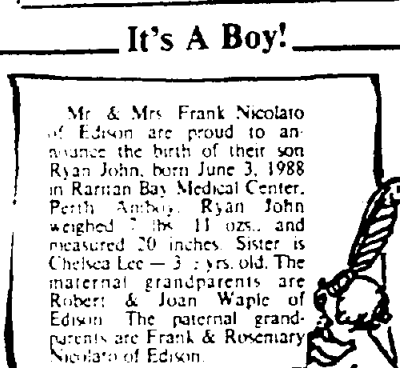 It's A Boy!
Mr & Mrs Frank Nicolato
of Edison are proud to an-
nounce the birth of their son
Ryan John, born June 3, 1988
in Raritan Bay Medical Center,
Perth Amboy. Ryan John
weighed 7 lbs. 11 ozs., and
measured 20 inches. Sister is
Chelsea Lee — 3 yrs. old. The
maternal grandparents are
Robert & Joan Waple of
Edison The paternal grand-
parents are Frank & Rosemary
Nicolato of Edison.